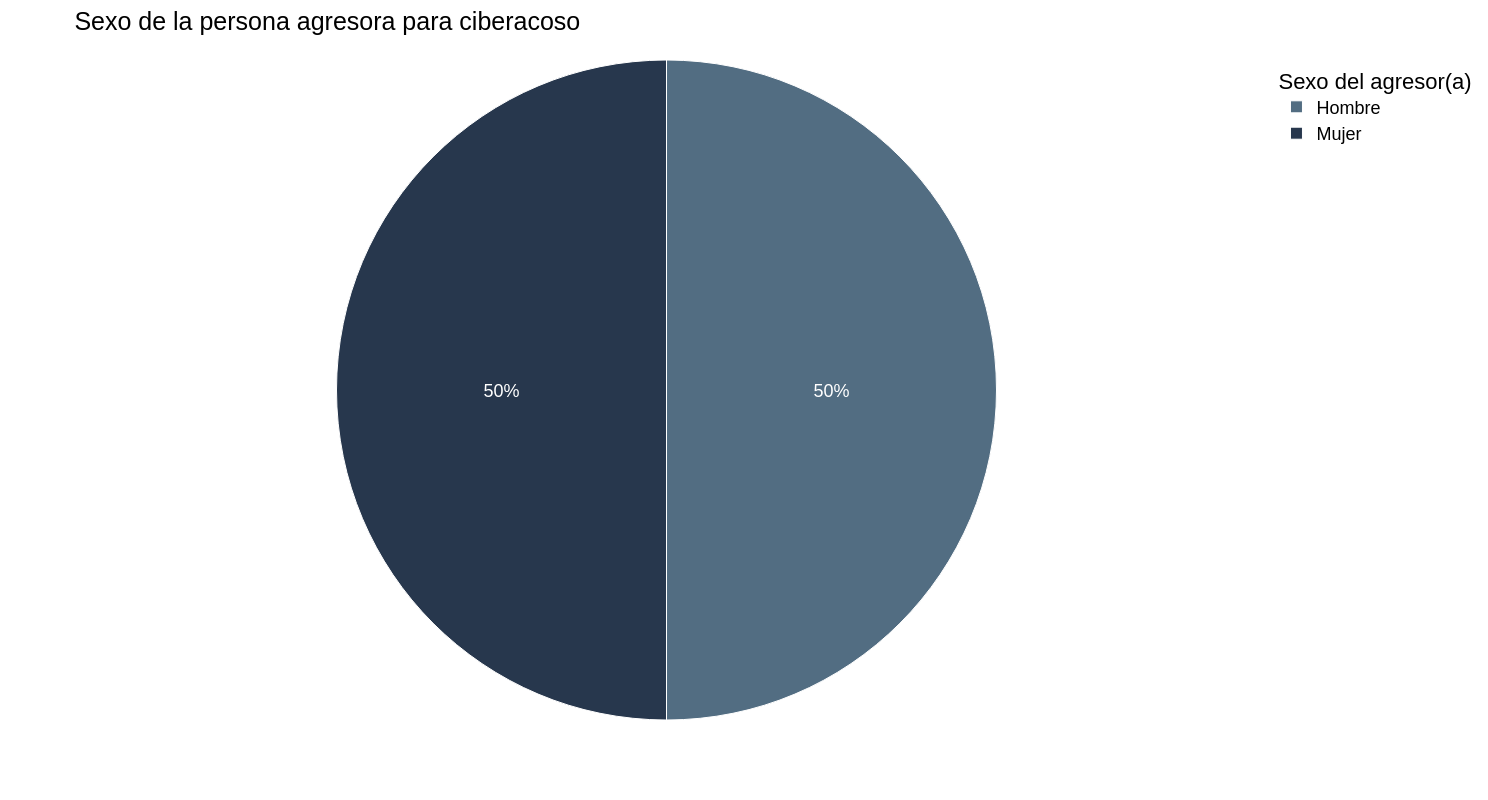 Sexo de la persona agresora para ciberacoso
Sexo del agresor(a)
Hombre
Mujer
50%
50%